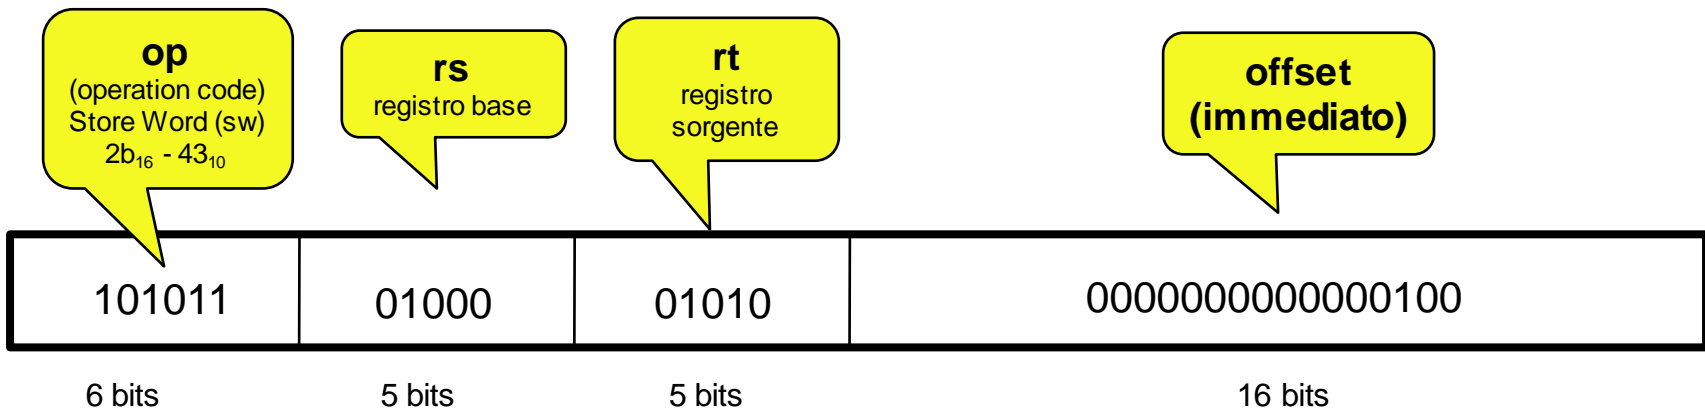 op
(operation code)
Store Word (sw)
2b₁₆ - 43₁₀
rs
registro base
rt
registro
sorgente
offset
(immediato)
101011
01000
01010
0000000000000100
6 bits
5 bits
5 bits
16 bits